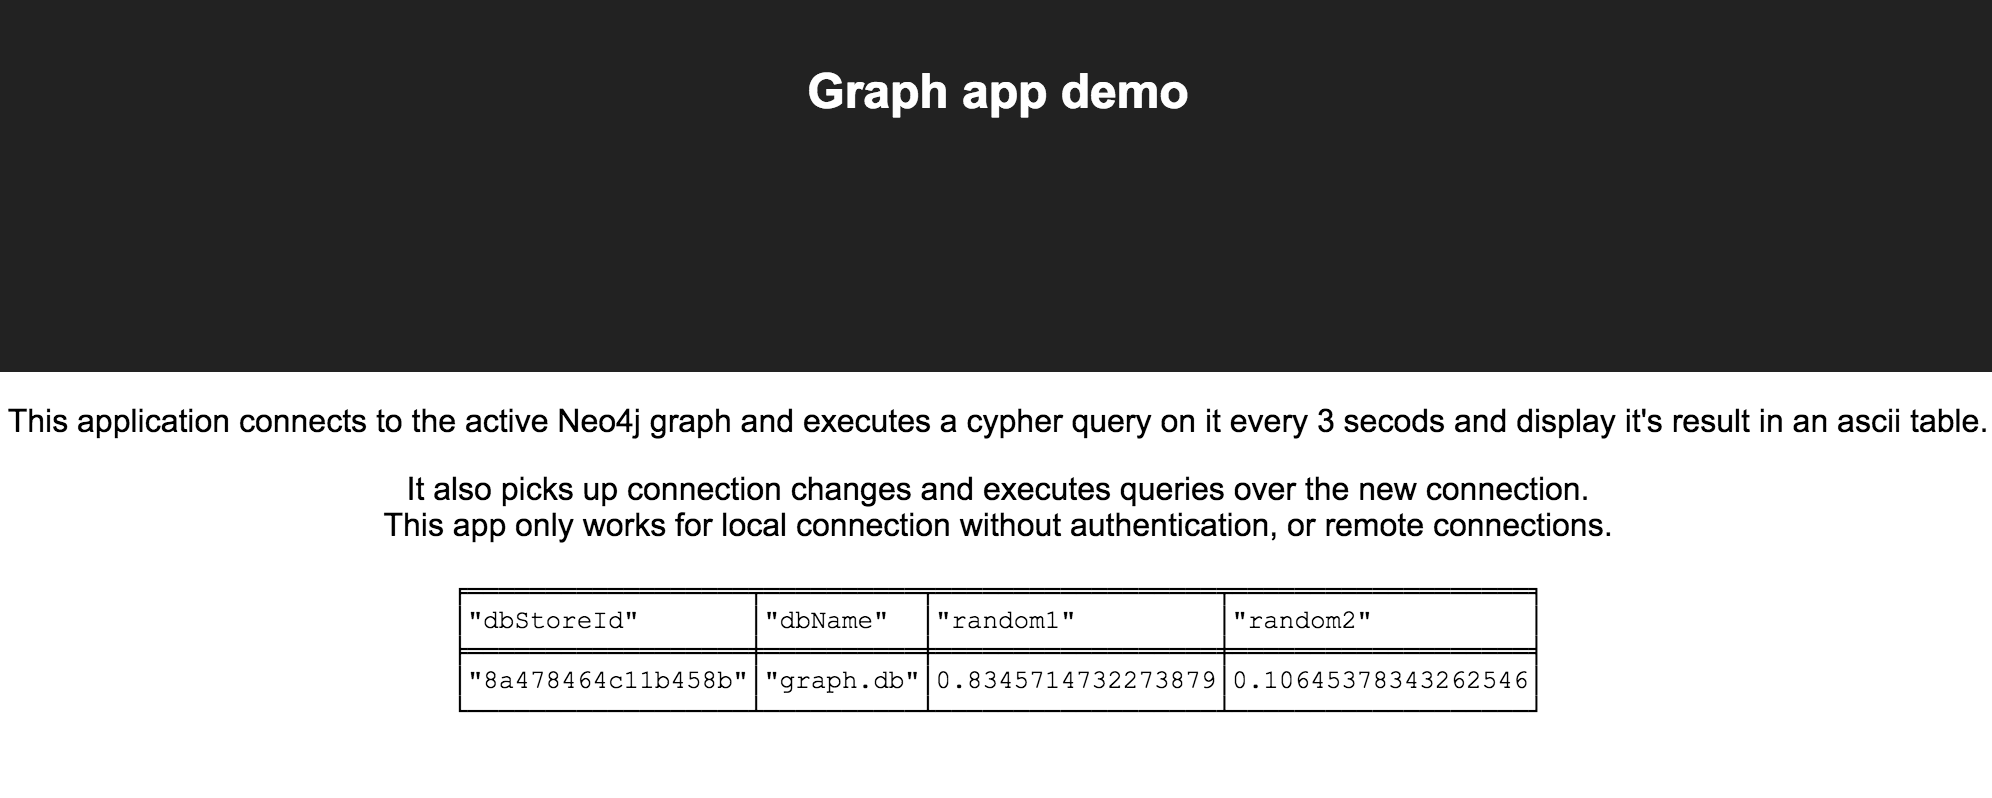 Graph app demo
This application connects to the active Neo4j graph and executes a cypher query on it every 3 secods and display it's result in an ascii table.
It also picks up connection changes and executes queries over the new connection.
This app only works for local connection without authentication, or remote connections.
"dbStoreId" "dbName" "random1" "random2"
"8a478464c11b458b" "graph.db" 0.8345714732273879 0.10645378343262546